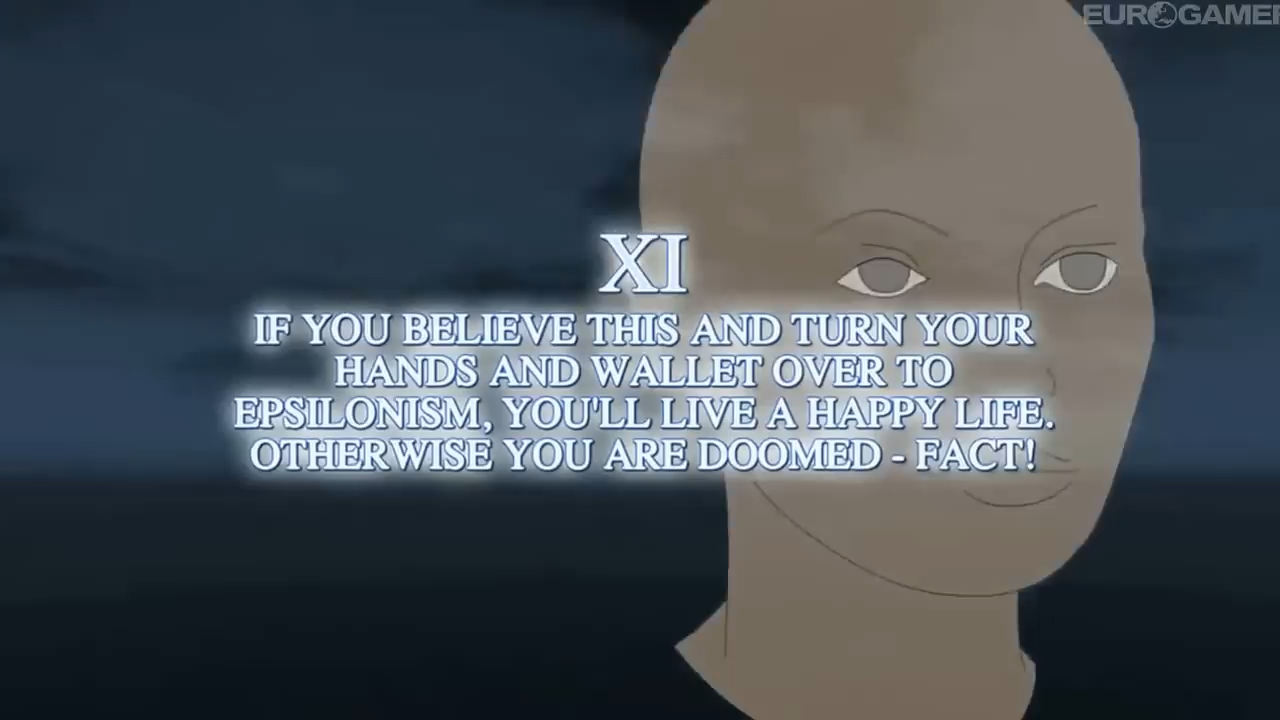 EUROGAMER
XI
IF YOU BELIEVE THIS AND TURN YOUR
HANDS AND WALLET OVER TO
EPSILONISM, YOU'LL LIVE A HAPPY LIFE.
OTHERWISE YOU ARE DOOMED - FACT!